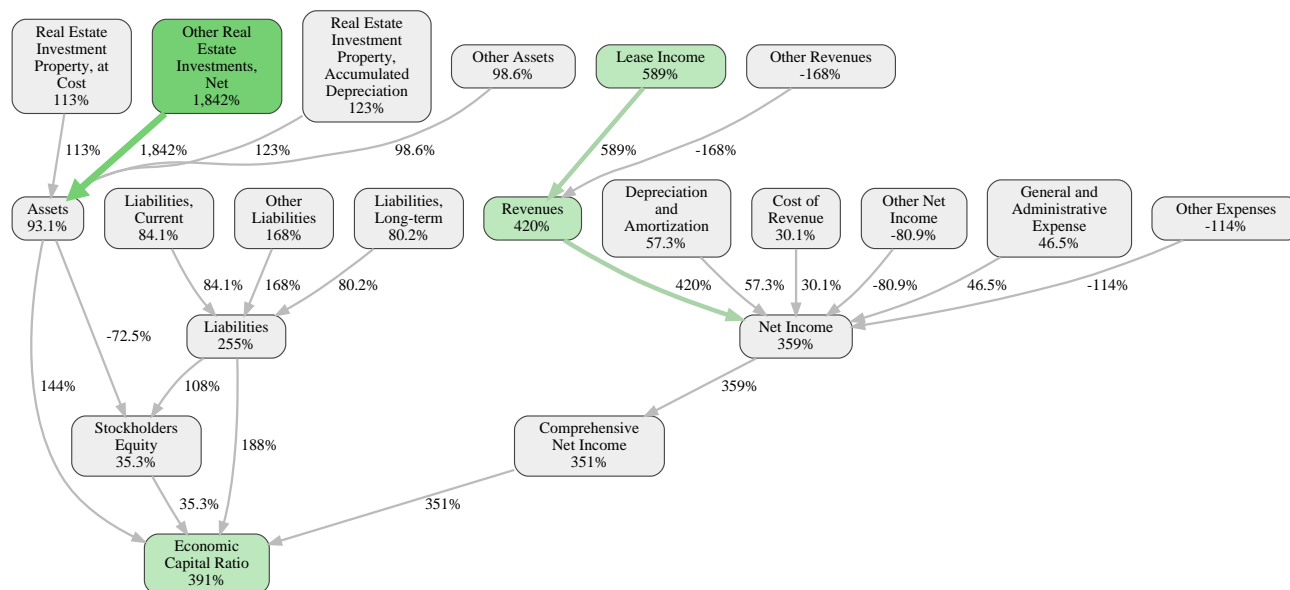 Real Estate
Investment
Property, at
Cost
113%
Other Real
Estate
Investments,
Net
1,842%
Real Estate
Investment
Property,
Accumulated
Depreciation
123%
Other Assets
98.6%
Lease Income
589%
Other Revenues
-168%
113%
1,842%
123%
98.6%
589%
-168%
Assets
93.1%
Liabilities,
Current
84.1%
Other
Liabilities
168%
Liabilities,
Long-term
80.2%
Revenues
420%
Depreciation
and
Amortization
57.3%
Cost of
Revenue
30.1%
Other Net
Income
-80.9%
General and
Administrative
Expense
46.5%
Other Expenses
-114%
84.1%
168%
80.2%
420%
57.3%
30.1%
-80.9%
46.5%
-114%
Liabilities
255%
Net Income
359%
-72.5%
144%
108%
188%
359%
Stockholders
Equity
35.3%
Comprehensive
Net Income
351%
35.3%
351%
Economic
Capital Ratio
391%